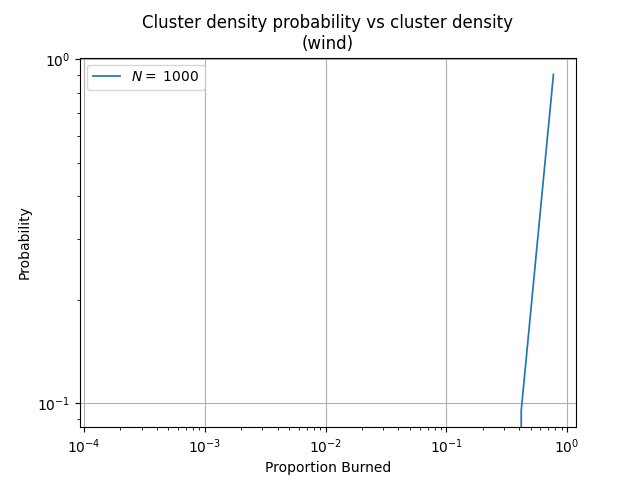 Cluster density probability vs cluster density
(wind)
10⁰
N = 1000
Probability
10⁻¹
10⁻⁴ 10⁻³ 10⁻² 10⁻¹ 10⁰
Proportion Burned